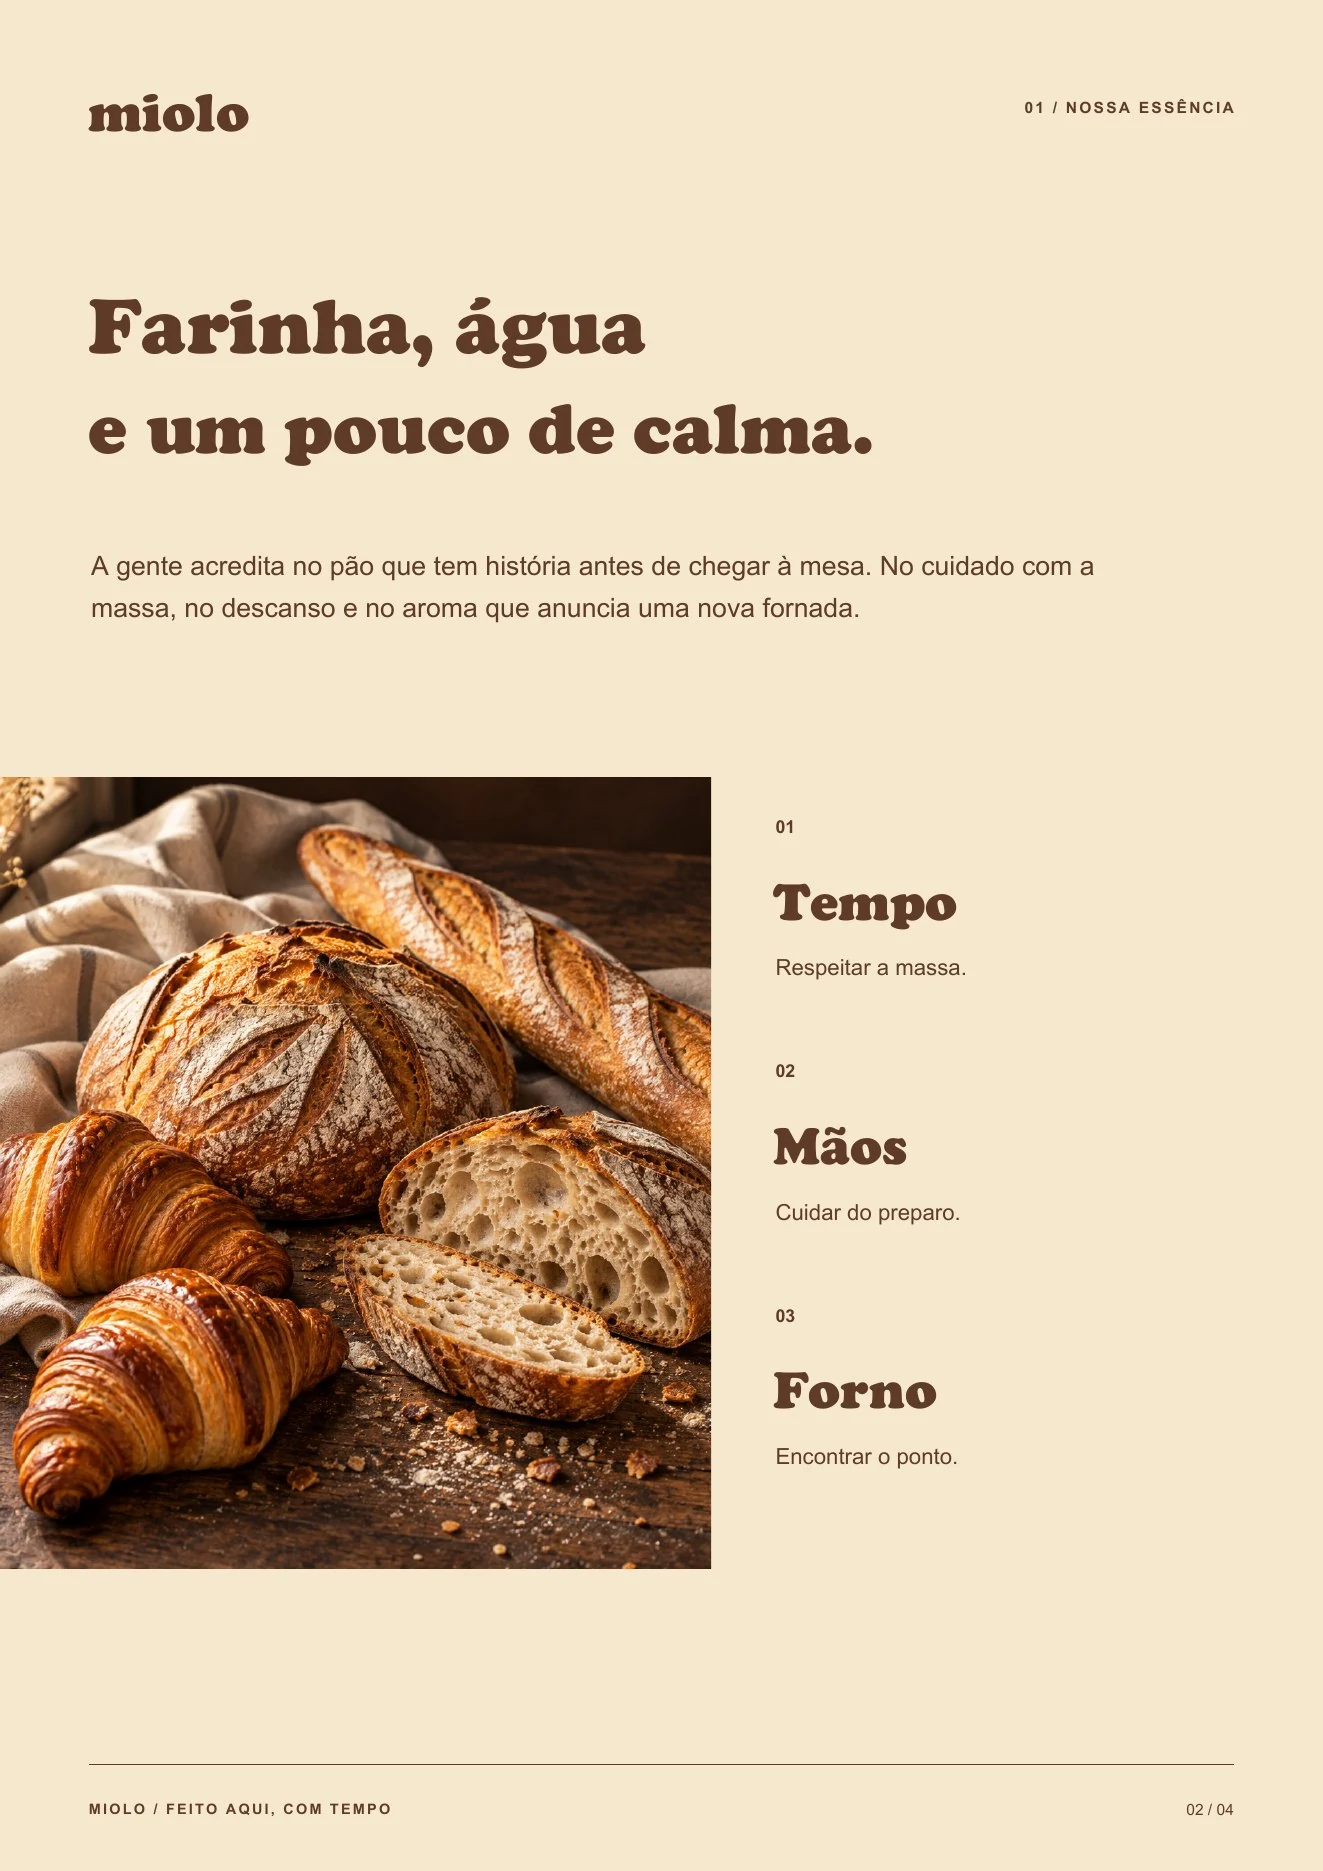 miolo
01 / NOSSA ESSÊNCIA
Farinha, água
e um pouco de calma.
A gente acredita no pão que tem história antes de chegar à mesa. No cuidado com a
massa, no descanso e no aroma que anuncia uma nova fornada.
01
Tempo
Respeitar a massa.
02
Mãos
Cuidar do preparo.
03
Forno
Encontrar o ponto.
MIOLO / FEITO AQUI, COM TEMPO
02 / 04